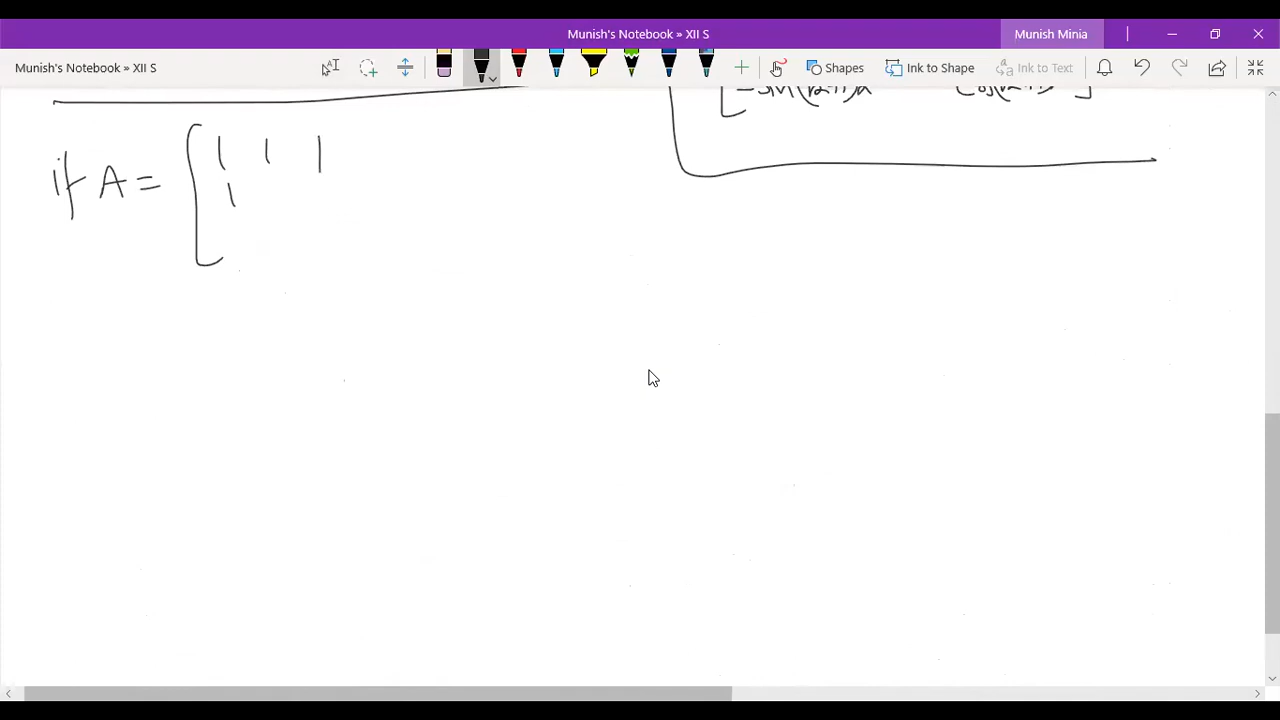 Munish's Notebook » XII S
Munish Minia
Munish's Notebook » XII S
Shapes
Ink to Shape
Ink to Text
if A = [ 1 1 1
1